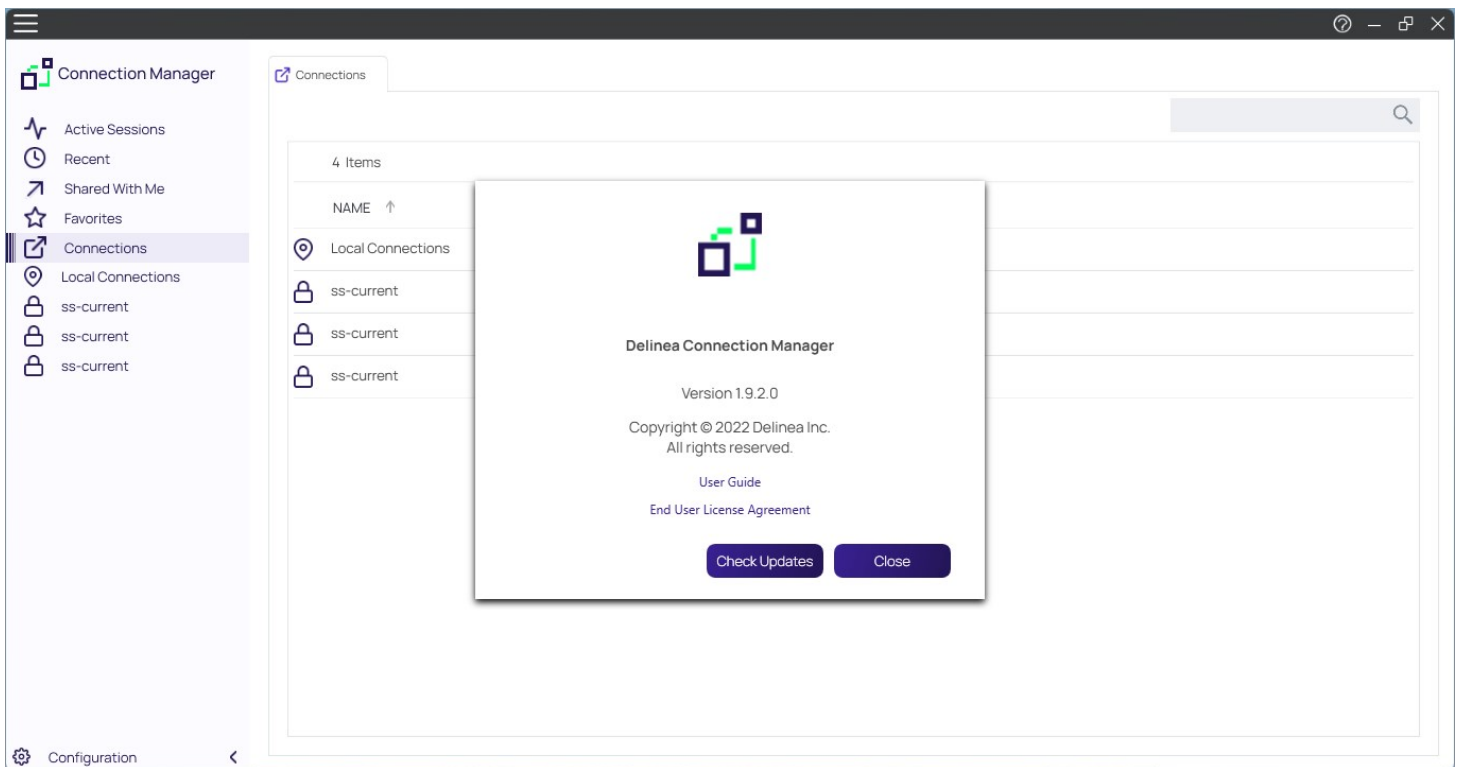 Connection Manager
Active Sessions
Recent
Shared With Me
Favorites
Connections
Local Connections
ss-current
ss-current
ss-current
Configuration
Connections
4 Items
NAME
Local Connections
ss-current
ss-current
ss-current
Delinea Connection Manager
Version 1.9.2.0
Copyright © 2022 Delinea Inc.
All rights reserved.
User Guide
End User License Agreement
Check Updates
Close